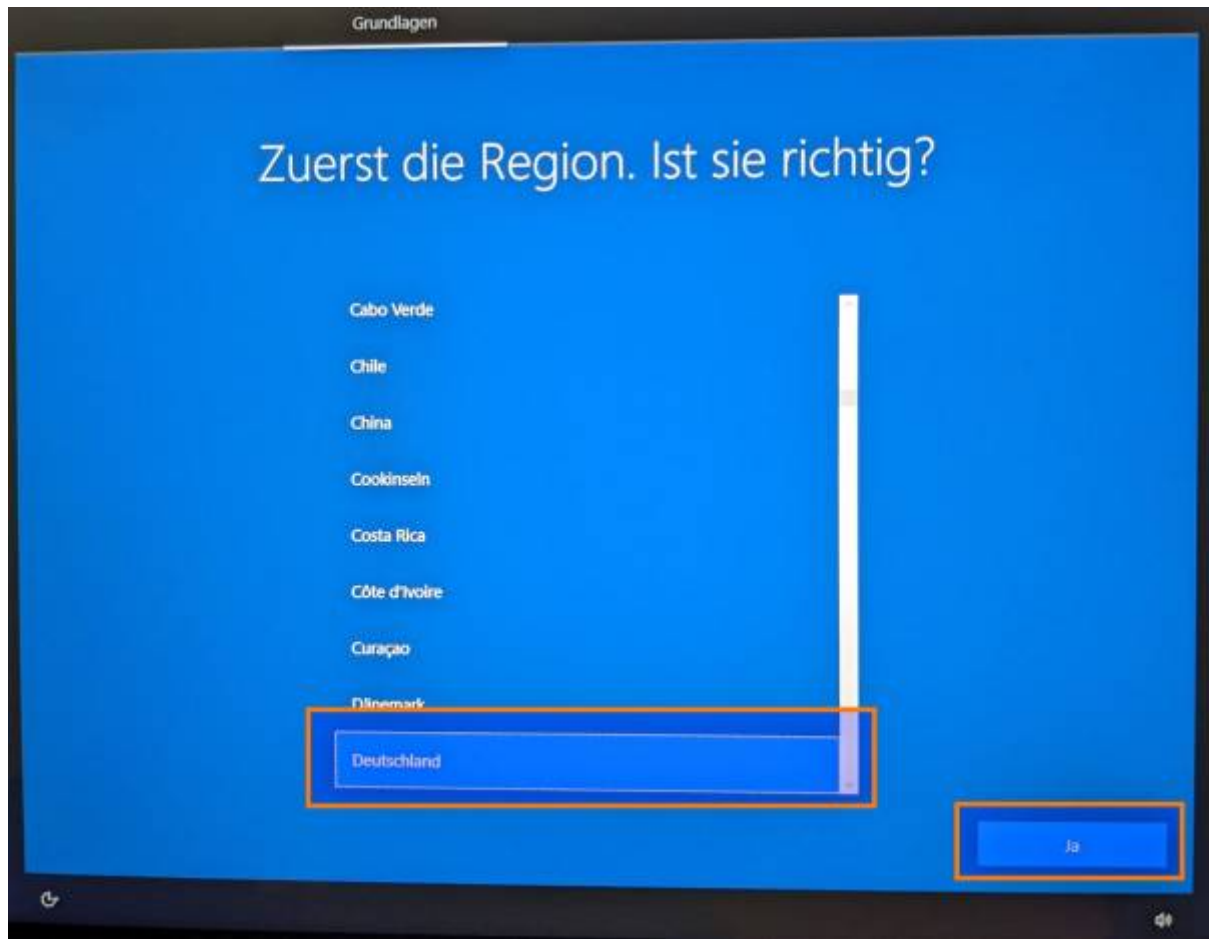 Grundlagen
Zuerst die Region. Ist sie richtig?
Cabo Verde
Chile
China
Cookinseln
Costa Rica
Côte d'Ivoire
Curaçao
Dänemark
Deutschland
Ja